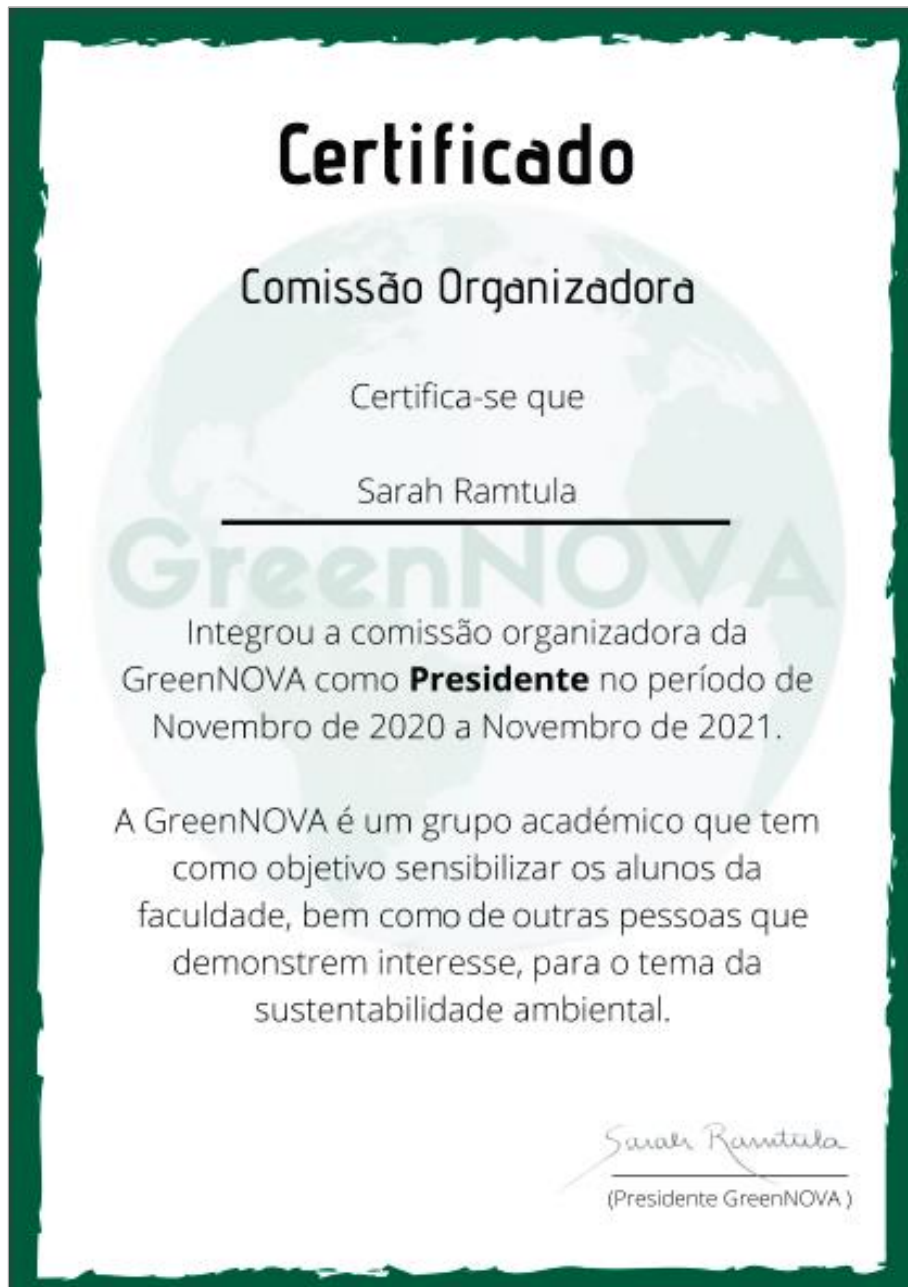 Certificado
Comissão Organizadora
Certifica-se que
Sarah Ramtula
GreenNOVA
Integrou a comissão organizadora da
GreenNOVA como Presidente no período de
Novembro de 2020 a Novembro de 2021.
A GreenNOVA é um grupo académico que tem
como objetivo sensibilizar os alunos da
faculdade, bem como de outras pessoas que
demonstrem interesse, para o tema da
sustentabilidade ambiental.
Sarah Ramtula
(Presidente GreenNOVA )